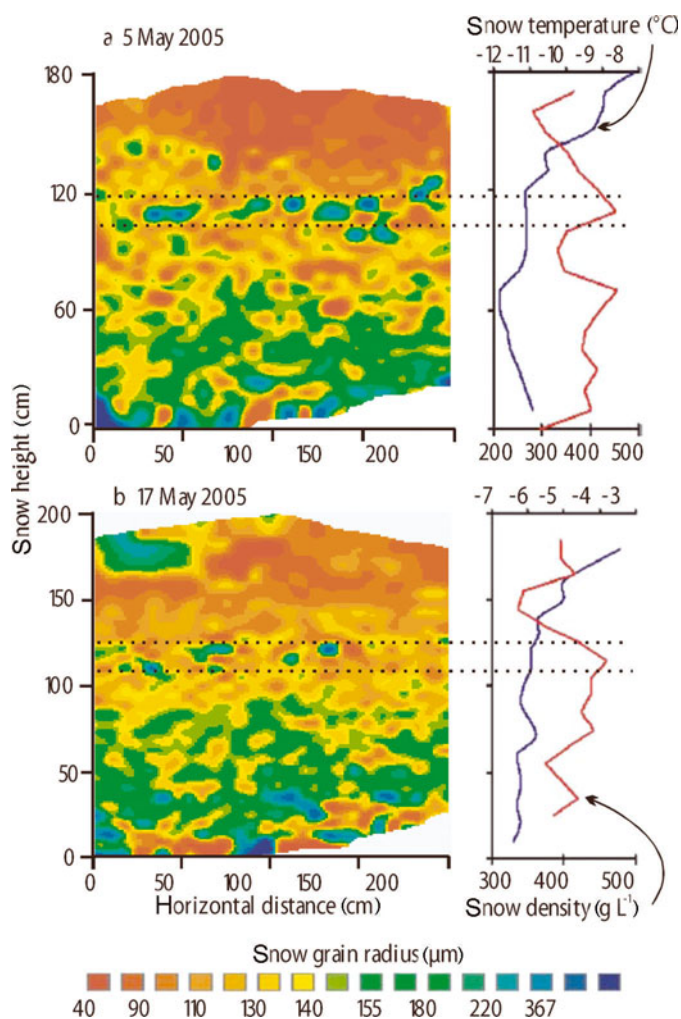 a 5 May 2005
Snow temperature (°C)
-12 -11 -10 -9 -8
180
120
60
0
0 50 100 150 200
200 300 400 500
Snow height (cm)
b 17 May 2005
-7 -6 -5 -4 -3
200
150
100
50
0
0 50 100 150 200
300 400 500
Horizontal distance (cm)
Snow density (g L⁻¹)
Snow grain radius (µm)
40 90 110 130 140 155 180 220 367